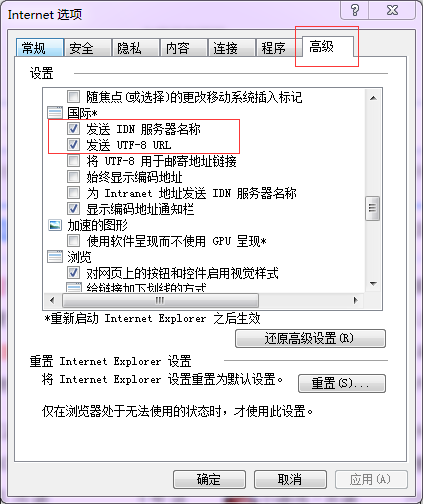 Internet 选项
常规 安全 隐私 内容 连接 程序 高级
设置
随焦点(或选择)的更改移动系统插入标记
国际*
发送 IDN 服务器名称
发送 UTF-8 URL
将 UTF-8 用于邮寄地址链接
始终显示编码地址
为 Intranet 地址发送 IDN 服务器名称
显示编码地址通知栏
加速的图形
使用软件呈现而不使用 GPU 呈现*
浏览
对网页上的按钮和控件启用视觉样式
给链接加下划线的方式
*重新启动 Internet Explorer 之后生效
还原高级设置(R)
重置 Internet Explorer 设置
将 Internet Explorer 设置重置为默认设置。
重置(S)...
仅在浏览器处于无法使用的状态时，才使用此设置。
确定 取消 应用(A)